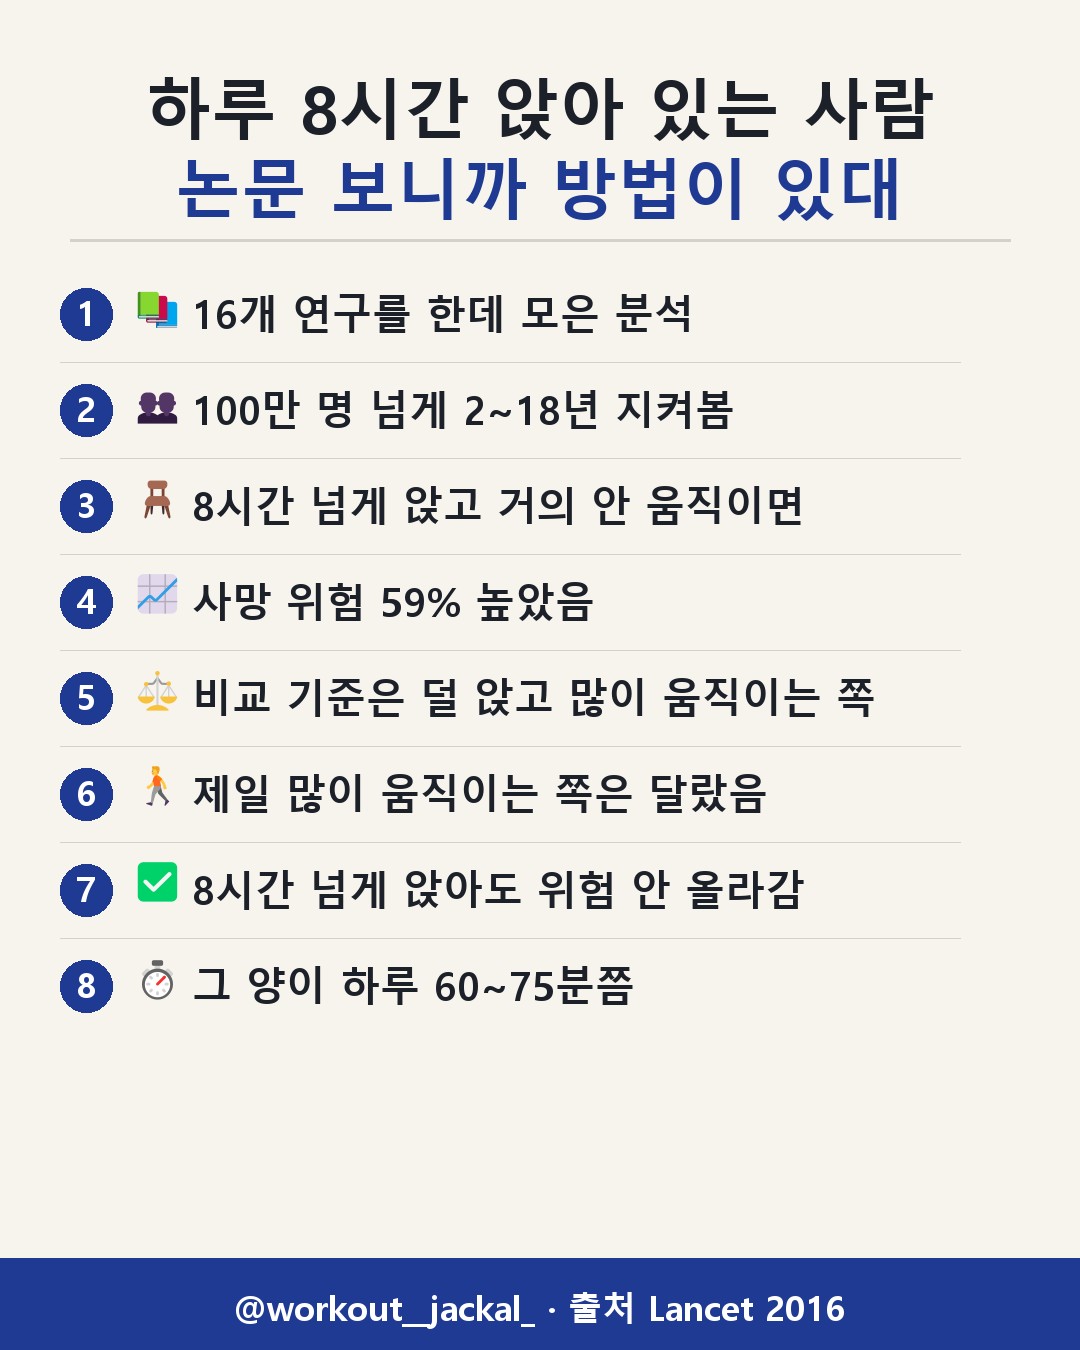 하루 8시간 앉아 있는 사람
논문 보니까 방법이 있대
1 16개 연구를 한데 모은 분석
2 100만 명 넘게 2~18년 지켜봄
3 8시간 넘게 앉고 거의 안 움직이면
4 사망 위험 59% 높았음
5 비교 기준은 덜 앉고 많이 움직이는 쪽
6 제일 많이 움직이는 쪽은 달랐음
7 8시간 넘게 앉아도 위험 안 올라감
8 그 양이 하루 60~75분쯤
@workout__jackal_ · 출처 Lancet 2016